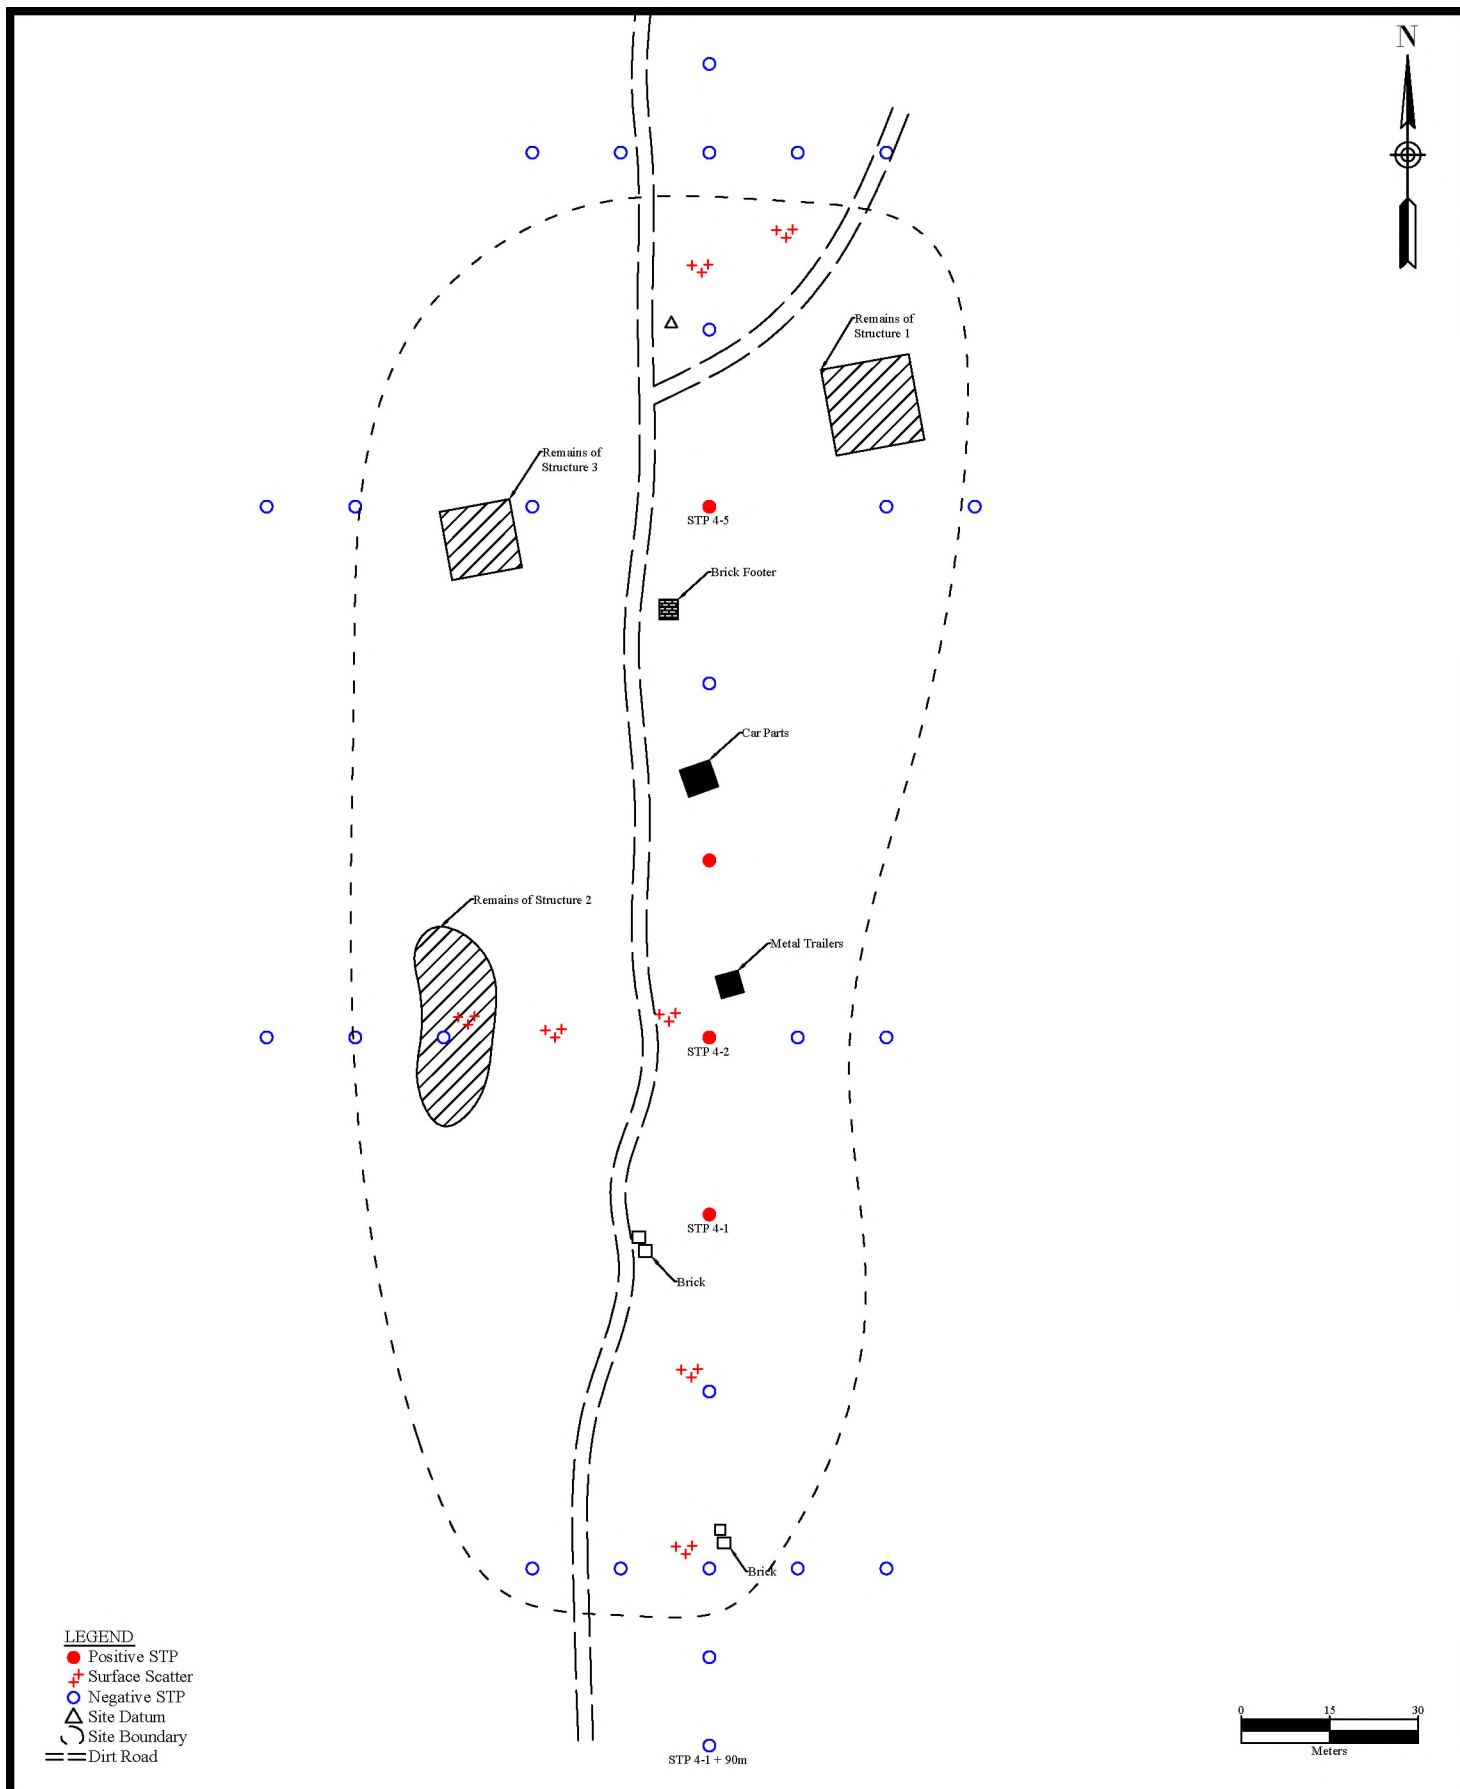 N
Remains of
Structure 1
Remains of
Structure 3
STP 4-5
Brick Footer
Car Parts
Remains of Structure 2
Metal Trailers
STP 4-2
STP 4-1
Brick
Brick
LEGEND
Positive STP
Surface Scatter
Negative STP
Site Datum
Site Boundary
Dirt Road
STP 4-1 + 90m
0 15 30
Meters